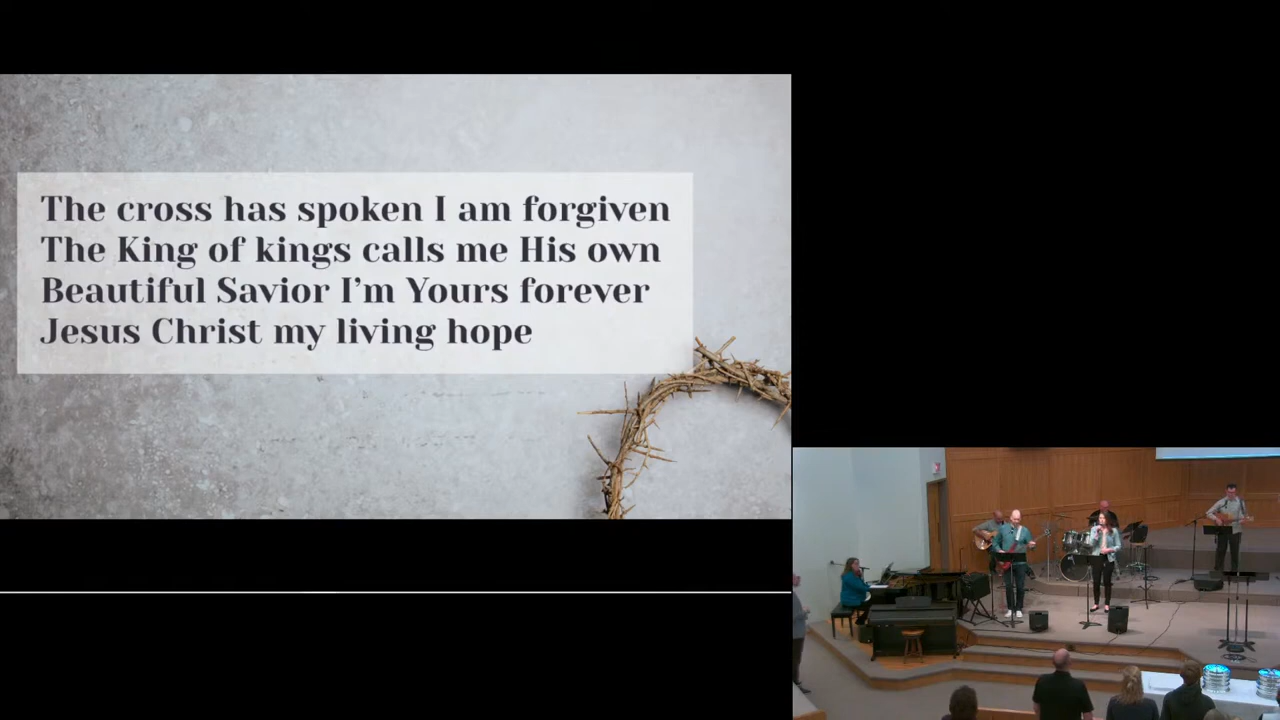 The cross has spoken I am forgiven
The King of kings calls me His own
Beautiful Savior I'm Yours forever
Jesus Christ my living hope